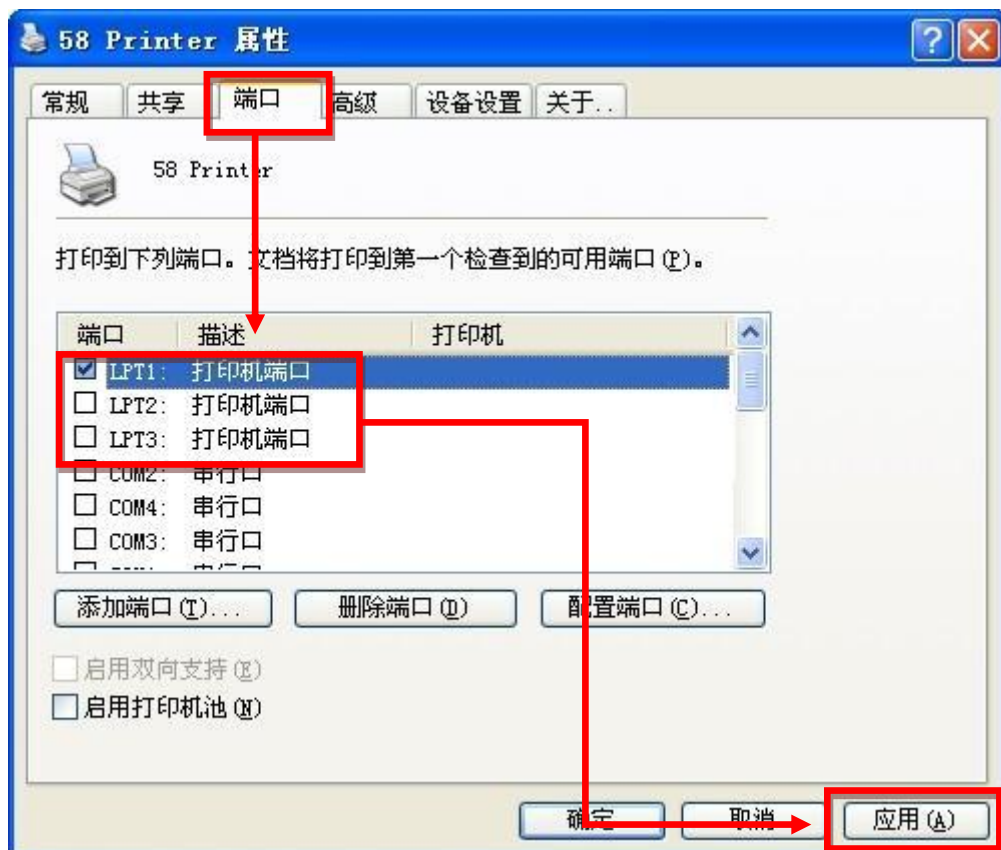 58 Printer 属性
常规 共享 端口 高级 设备设置 关于..
58 Printer
打印到下列端口。文档将打印到第一个检查到的可用端口(P)。
端口 描述 打印机
LPT1: 打印机端口
LPT2: 打印机端口
LPT3: 打印机端口
COM2: 串行口
COM4: 串行口
COM3: 串行口
添加端口(T)... 删除端口(D) 配置端口(C)...
启用双向支持(E)
启用打印机池(N)
确定 取消 应用(A)